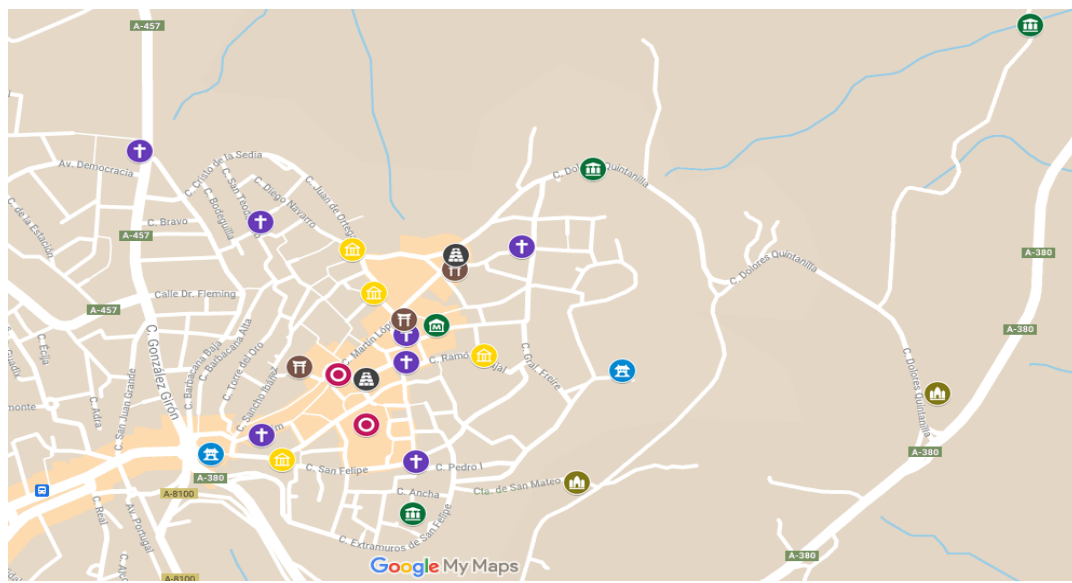 A-457
Av. Democracia
C. Cristo de la Sedia
C. San Teodomiro
C. Diego Navarro
C. Juan de Ortega
C. Dolores Quintanilla
C. Bravo
C. Bodeguilla
C. de la Estación
A-457
A-380
C. Dolores Quintanilla
Calle Dr. Fleming
A-457
C. Martín López
A-380
C. González Girón
C. Écija
C. Barbacana Baja
C. Barbacana Alta
C. Torre del Oro
C. Sancho Ibáñez
C. Ramó
jal
C. Gral. Freire
C. Dolores Quintanilla
C. Adra
C. San Juan Grande
A-380
C. San Felipe
C. Pedro I
A-380
A-8100
C. Ancha
Cta. de San Mateo
C. Real
Av. Portugal
C. Extramuros de San Felipe
A-380
Google My Maps
A-8100